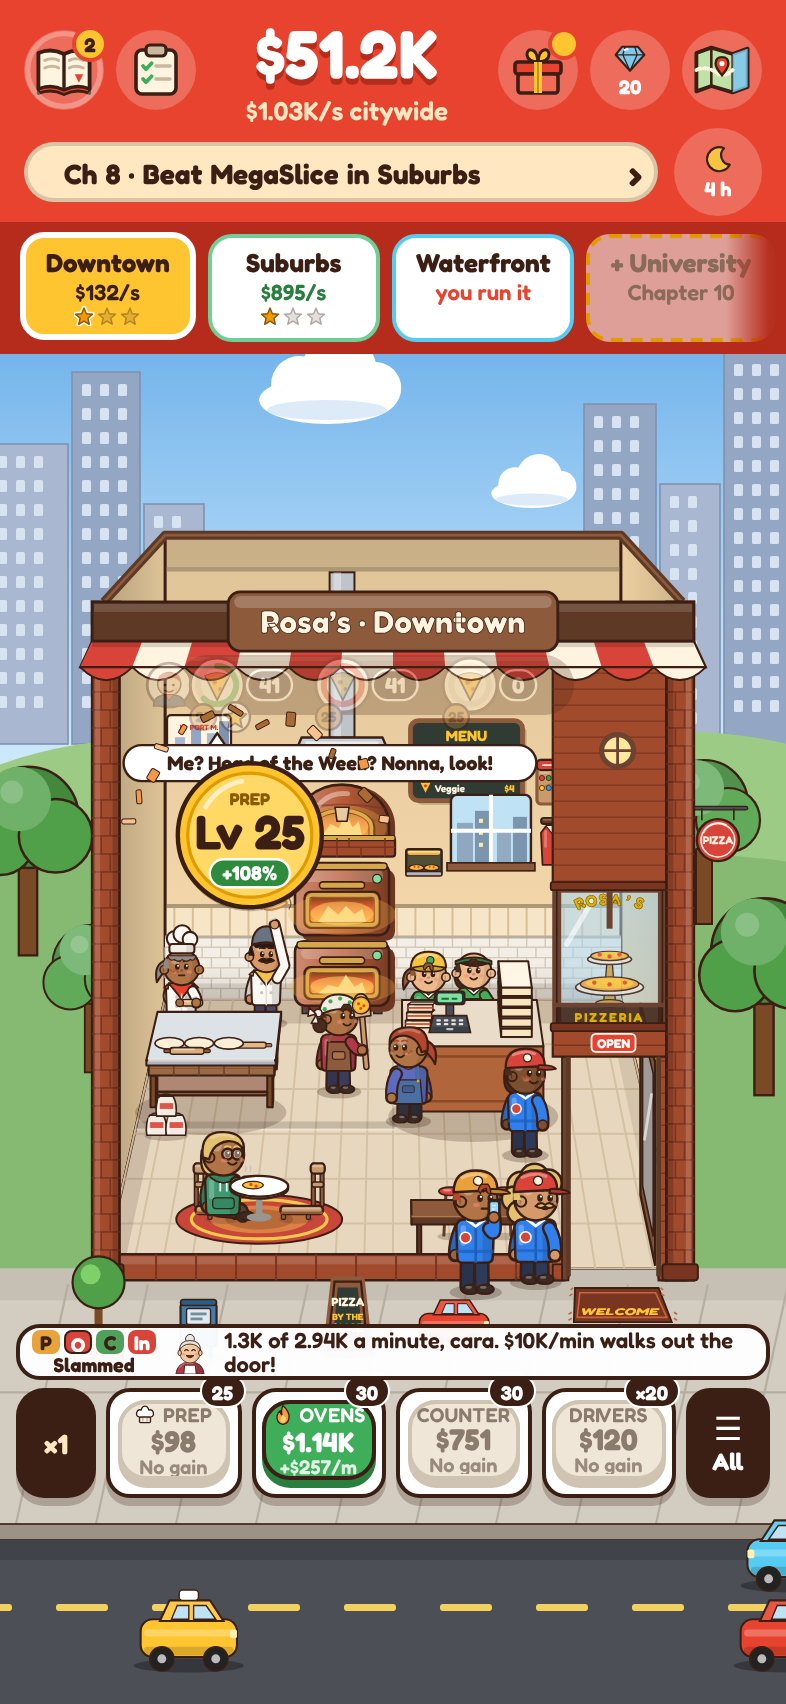 2
$51.2K
$1.03K/s citywide
20
Ch 8 · Beat MegaSlice in Suburbs
4 h
Downtown
$132/s
Suburbs
$895/s
Waterfront
you run it
+ University
Chapter 10
Rosa's · Downtown
41
41
0
25
25
MENU
Me? Head of the Week? Nonna, look!
Veggie $4
PREP
Lv 25
+108%
PIZZA
ROSA'S
PIZZERIA
OPEN
PIZZA
BY THE
WELCOME
P O C In
Slammed
1.3K of 2.94K a minute, cara. $10K/min walks out the
door!
x1
25
PREP
$98
No gain
30
OVENS
$1.14K
+$257/m
30
COUNTER
$751
No gain
x20
DRIVERS
$120
No gain
All